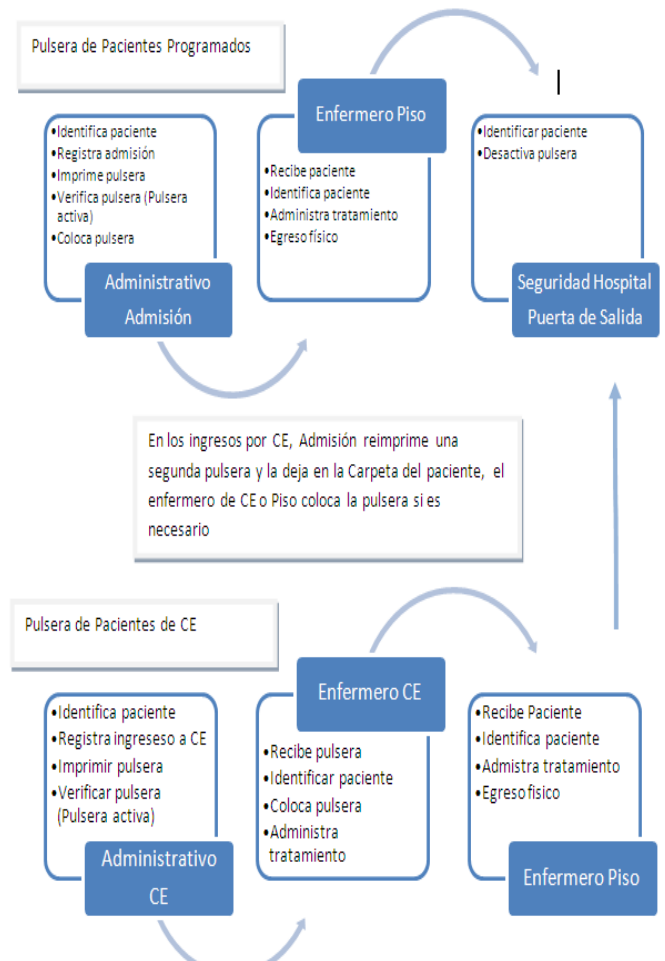 Pulsera de Pacientes Programados
•Identifica paciente
•Registra admisión
•Imprime pulsera
•Verifica pulsera (Pulsera
activa)
•Coloca pulsera
Administrativo
Admisión
Enfermero Piso
•Recibe paciente
•Identifica paciente
•Administra tratamiento
•Egreso físico
•Identificar paciente
•Desactiva pulsera
Seguridad Hospital
Puerta de Salida
En los ingresos por CE, Admisión reimprime una
segunda pulsera y la deja en la Carpeta del paciente, el
enfermero de CE o Piso coloca la pulsera si es
necesario
Pulsera de Pacientes de CE
•Identifica paciente
•Registra ingreseso a CE
•Imprimir pulsera
•Verificar pulsera
(Pulsera activa)
Administrativo
CE
Enfermero CE
•Recibe pulsera
•Identificar paciente
•Coloca pulsera
•Administra
tratamiento
•Recibe Paciente
•Identifica paciente
•Admistra tratamiento
•Egreso fisico
Enfermero Piso